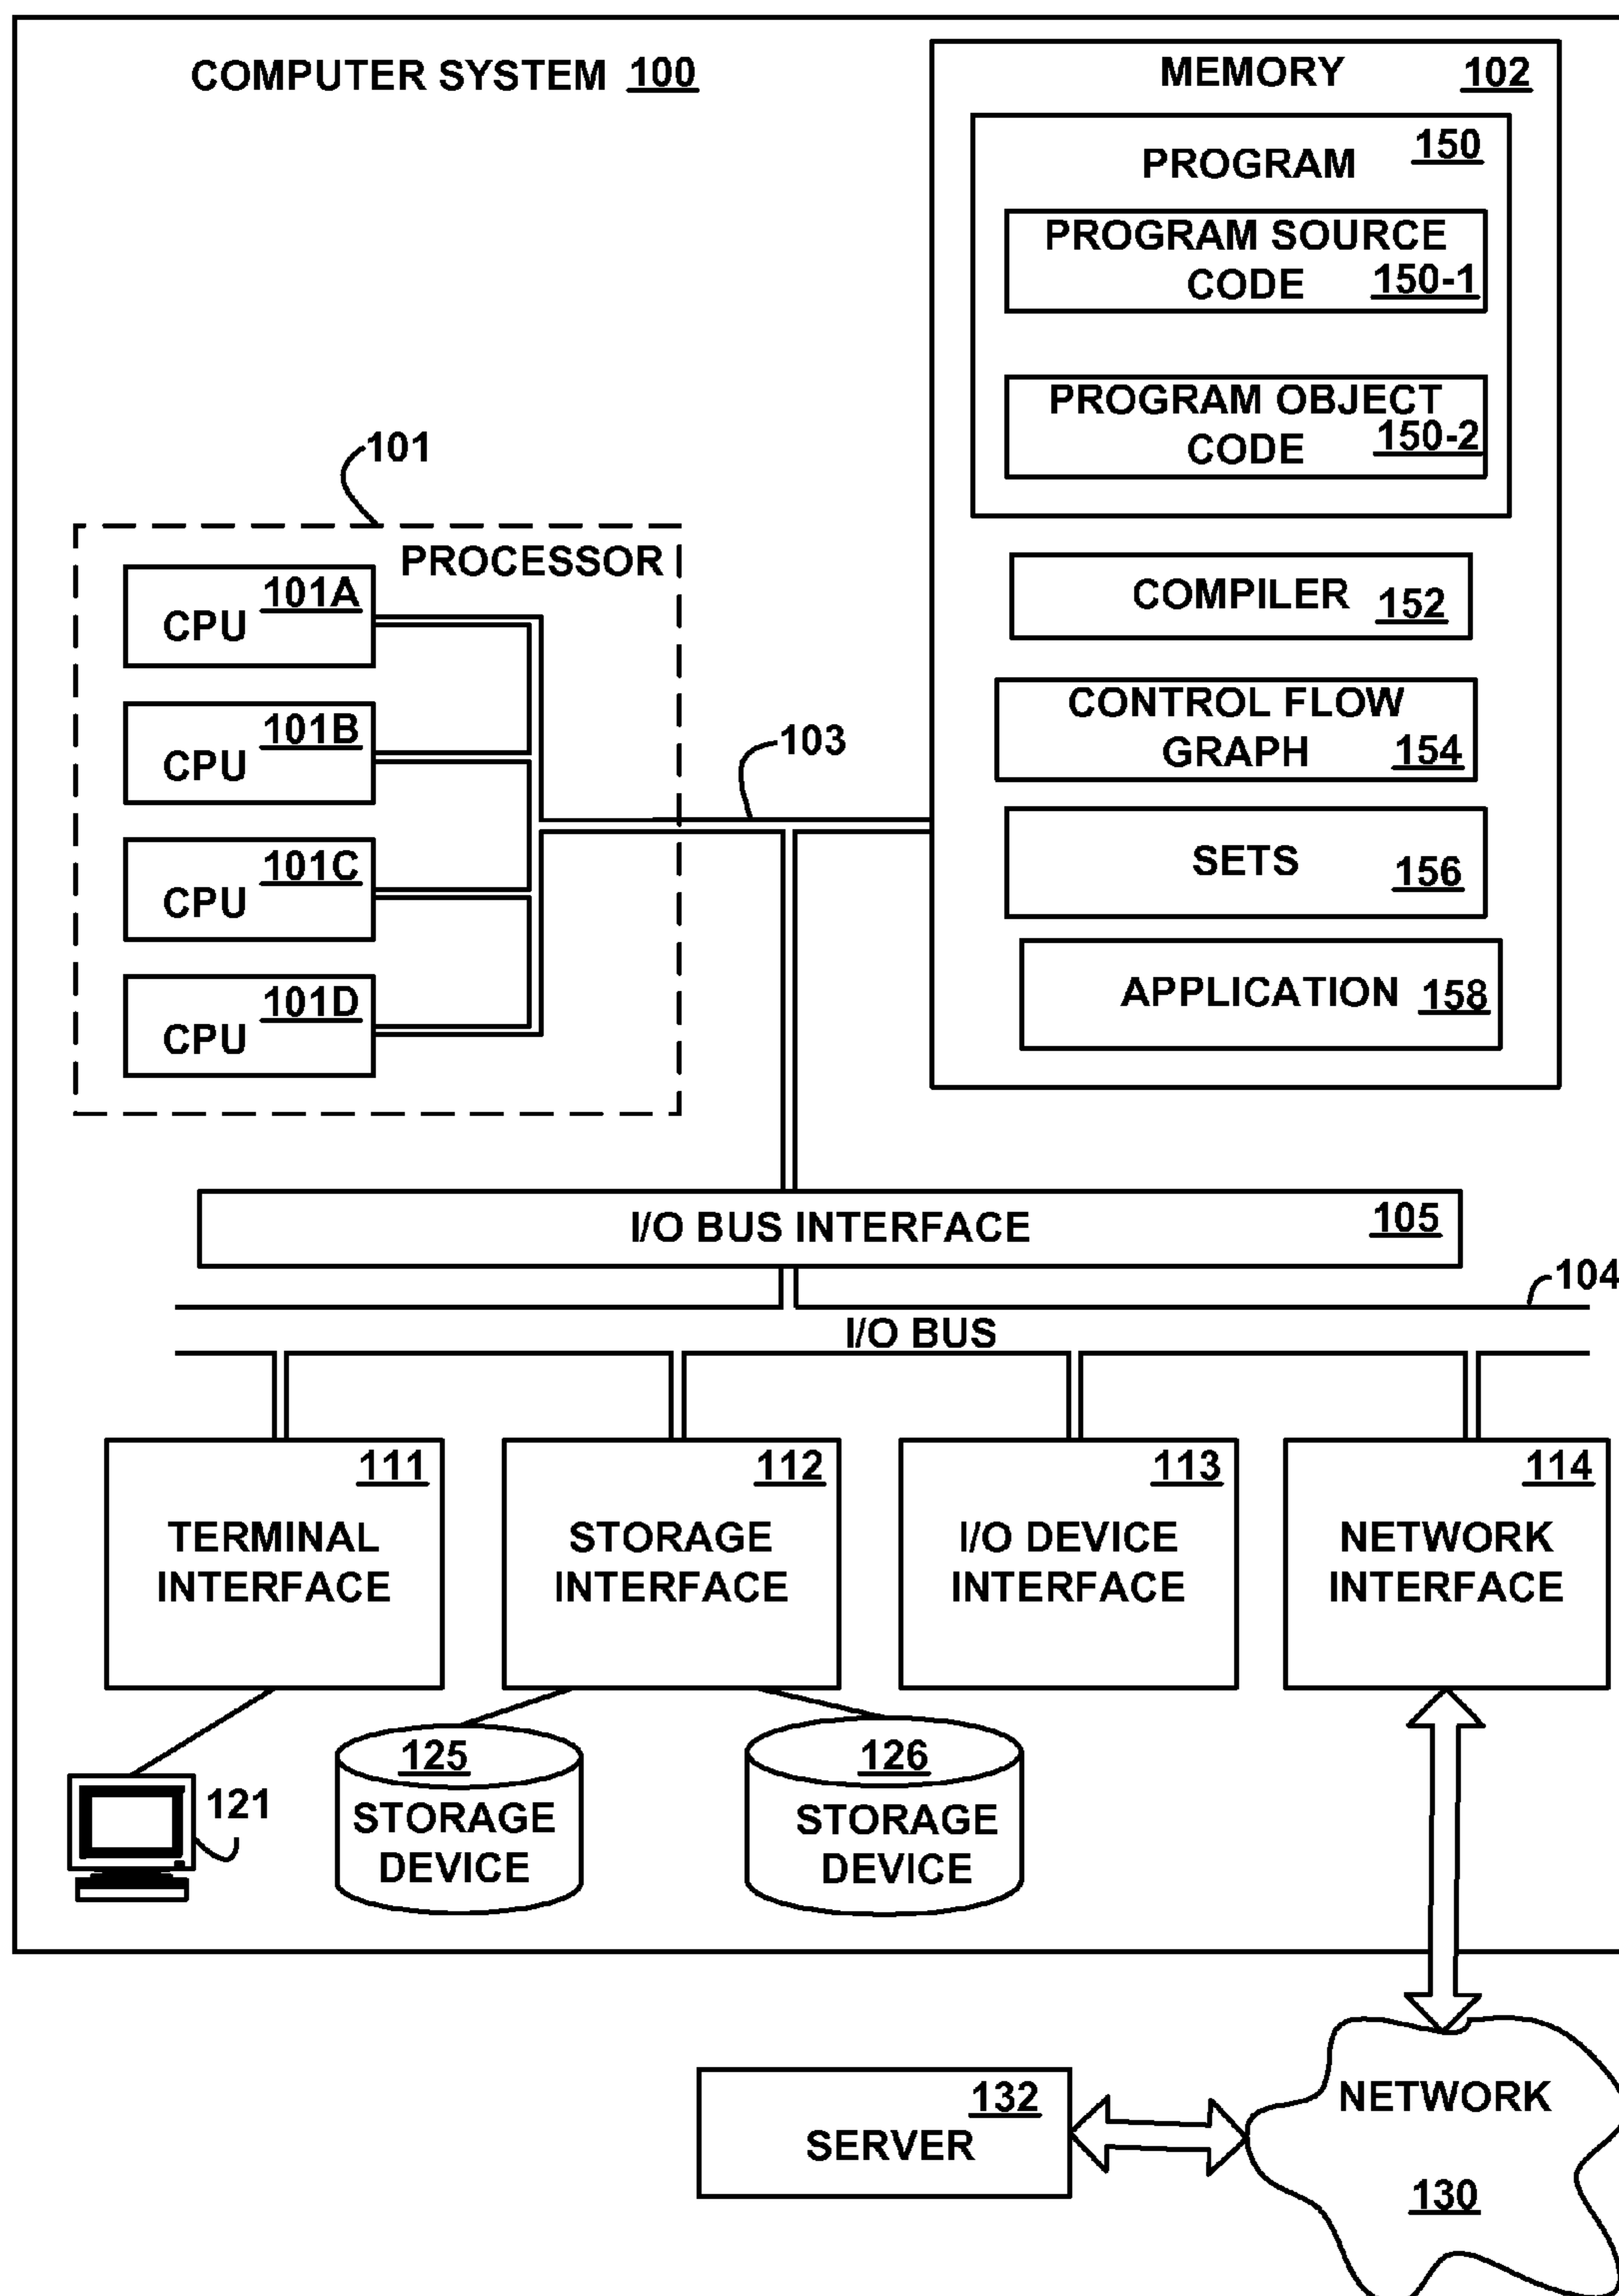 COMPUTER SYSTEM 100
MEMORY 102
PROGRAM 150
PROGRAM SOURCE
CODE 150-1
PROGRAM OBJECT
CODE 150-2
COMPILER 152
CONTROL FLOW
GRAPH 154
SETS 156
APPLICATION 158
101
PROCESSOR
CPU 101A
CPU 101B
CPU 101C
CPU 101D
103
I/O BUS INTERFACE 105
104
I/O BUS
111
TERMINAL
INTERFACE
112
STORAGE
INTERFACE
113
I/O DEVICE
INTERFACE
114
NETWORK
INTERFACE
121
125
STORAGE
DEVICE
126
STORAGE
DEVICE
132
SERVER
NETWORK
130